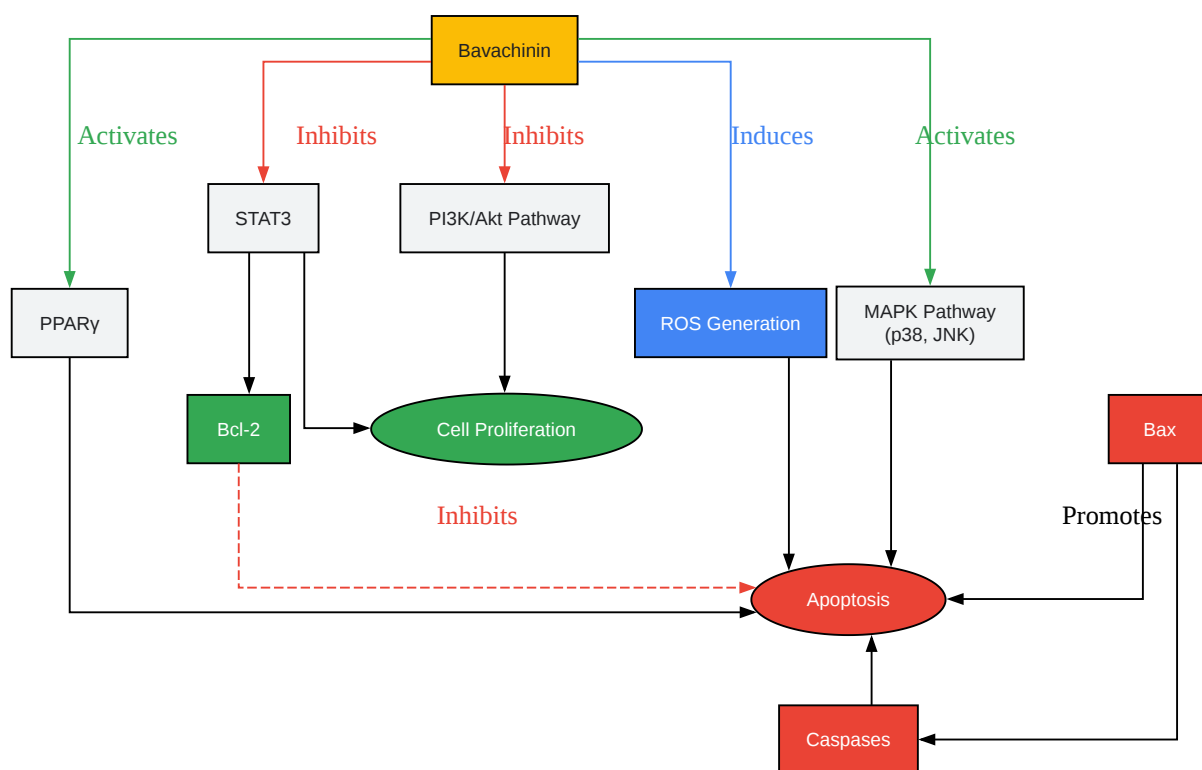 Bavachinin
Activates
Inhibits
Inhibits
Induces
Activates
STAT3
PI3K/Akt Pathway
PPARγ
ROS Generation
MAPK Pathway
(p38, JNK)
Bcl-2
Cell Proliferation
Bax
Inhibits
Promotes
Apoptosis
Caspases